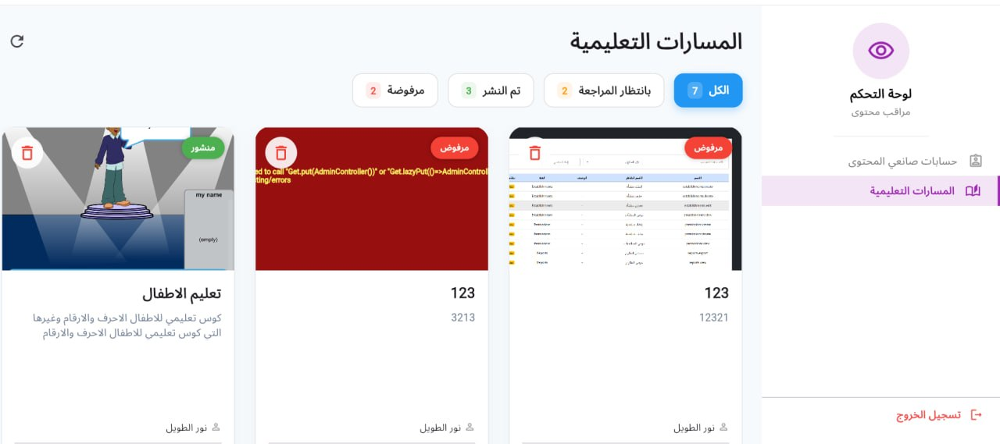 لوحة التحكم
مراقب محتوى
حسابات صانعي المحتوى
المسارات التعليمية
تسجيل الخروج
المسارات التعليمية
الكل 7
بانتظار المراجعة 2
تم النشر 3
مرفوضة 2
مرفوض
123
12321
نور الطويل
مرفوض
ed to call "Get.put(AdminController())" or "Get.lazyPut(()=>AdminControl
ting/errors
123
3213
نور الطويل
منشور
my name
(empty)
تعليم الاطفال
كوس تعليمي للاطفال الاحرف والارقام وغيرها
التي كوس تعليمي للاطفال الاحرف والارقام
نور الطويل